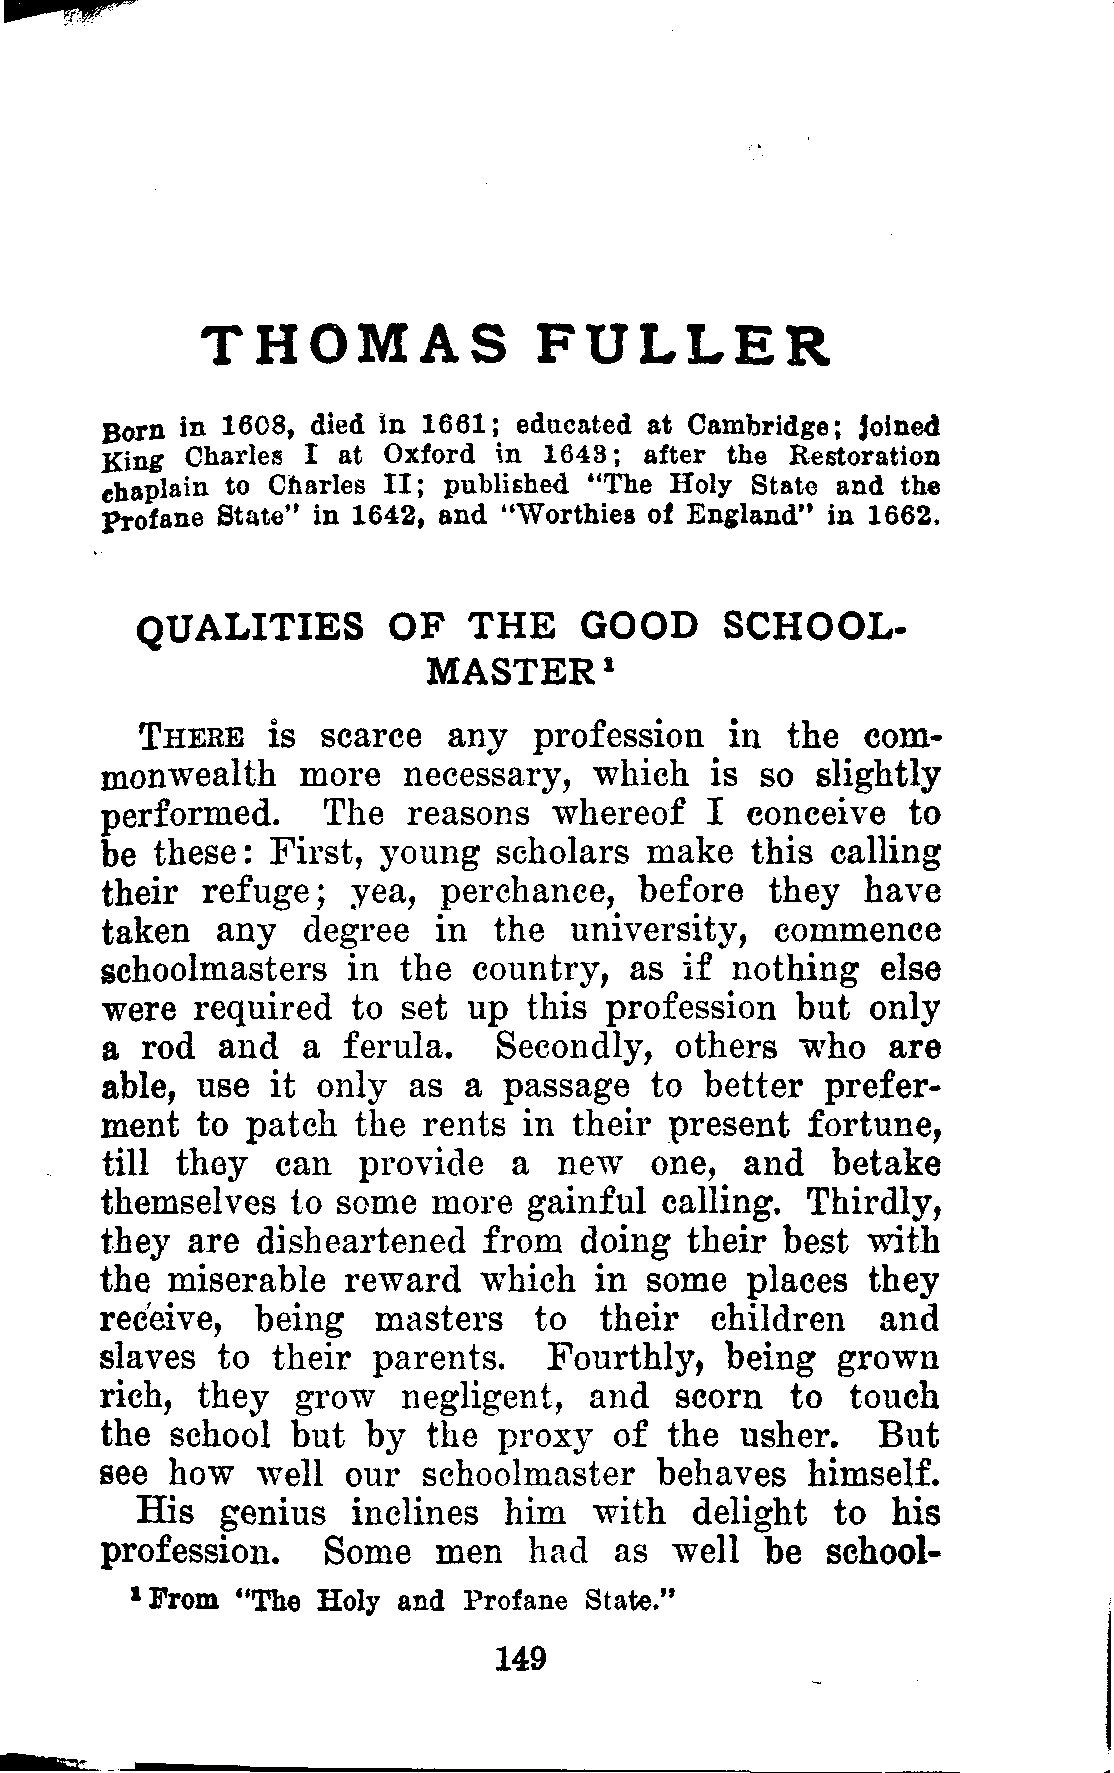 THOMAS FULLER
Born in 1608, died in 1661; educated at Cambridge; joined
King Charles I at Oxford in 1643; after the Restoration
chaplain to Charles II; published "The Holy State and the
Profane State" in 1642, and "Worthies of England" in 1662.
QUALITIES OF THE GOOD SCHOOL-
MASTER¹
THERE is scarce any profession in the com-
monwealth more necessary, which is so slightly
performed. The reasons whereof I conceive to
be these: First, young scholars make this calling
their refuge; yea, perchance, before they have
taken any degree in the university, commence
schoolmasters in the country, as if nothing else
were required to set up this profession but only
a rod and a ferula. Secondly, others who are
able, use it only as a passage to better prefer-
ment to patch the rents in their present fortune,
till they can provide a new one, and betake
themselves to some more gainful calling. Thirdly,
they are disheartened from doing their best with
the miserable reward which in some places they
receive, being masters to their children and
slaves to their parents. Fourthly, being grown
rich, they grow negligent, and scorn to touch
the school but by the proxy of the usher. But
see how well our schoolmaster behaves himself.
His genius inclines him with delight to his
profession. Some men had as well be school-
¹ From "The Holy and Profane State."
149